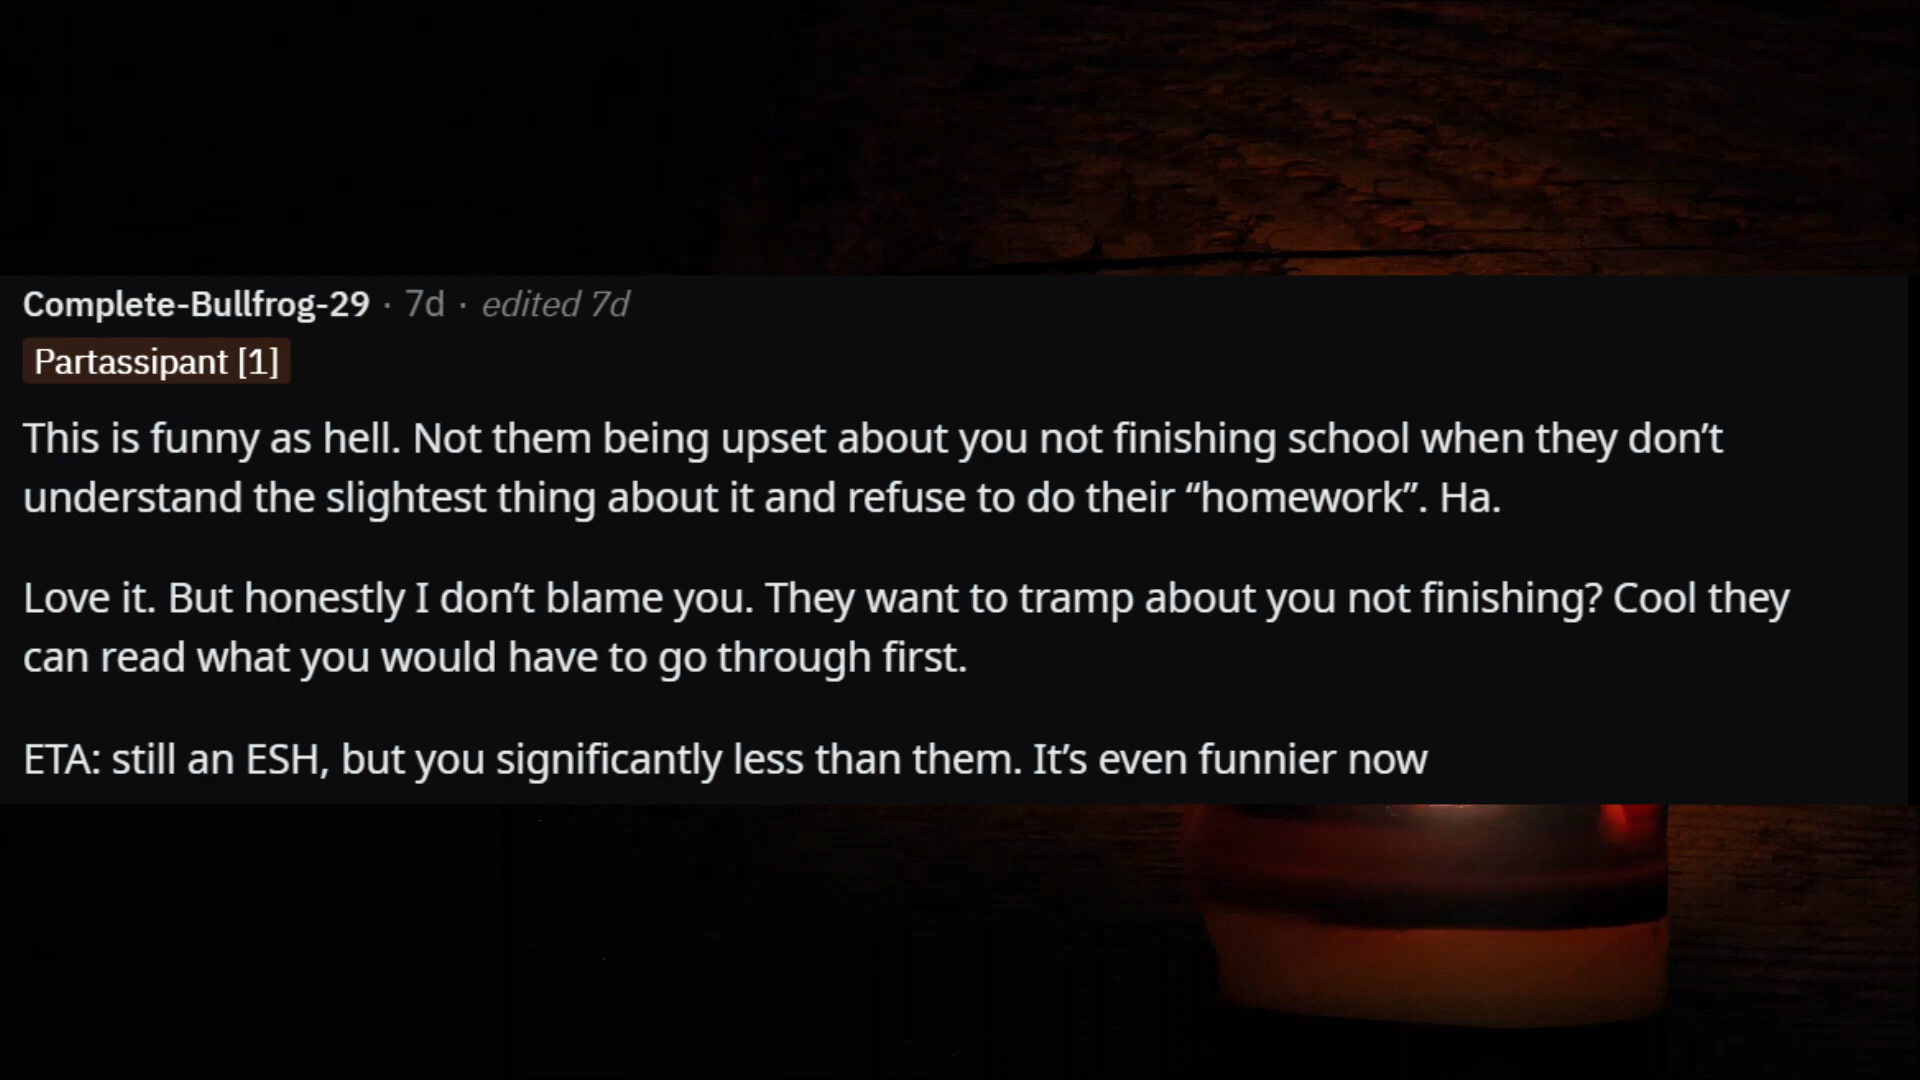 Complete-Bullfrog-29 · 7d · edited 7d
Partassipant [1]
This is funny as hell. Not them being upset about you not finishing school when they don’t
understand the slightest thing about it and refuse to do their “homework”. Ha.
Love it. But honestly I don’t blame you. They want to tramp about you not finishing? Cool they
can read what you would have to go through first.
ETA: still an ESH, but you significantly less than them. It’s even funnier now